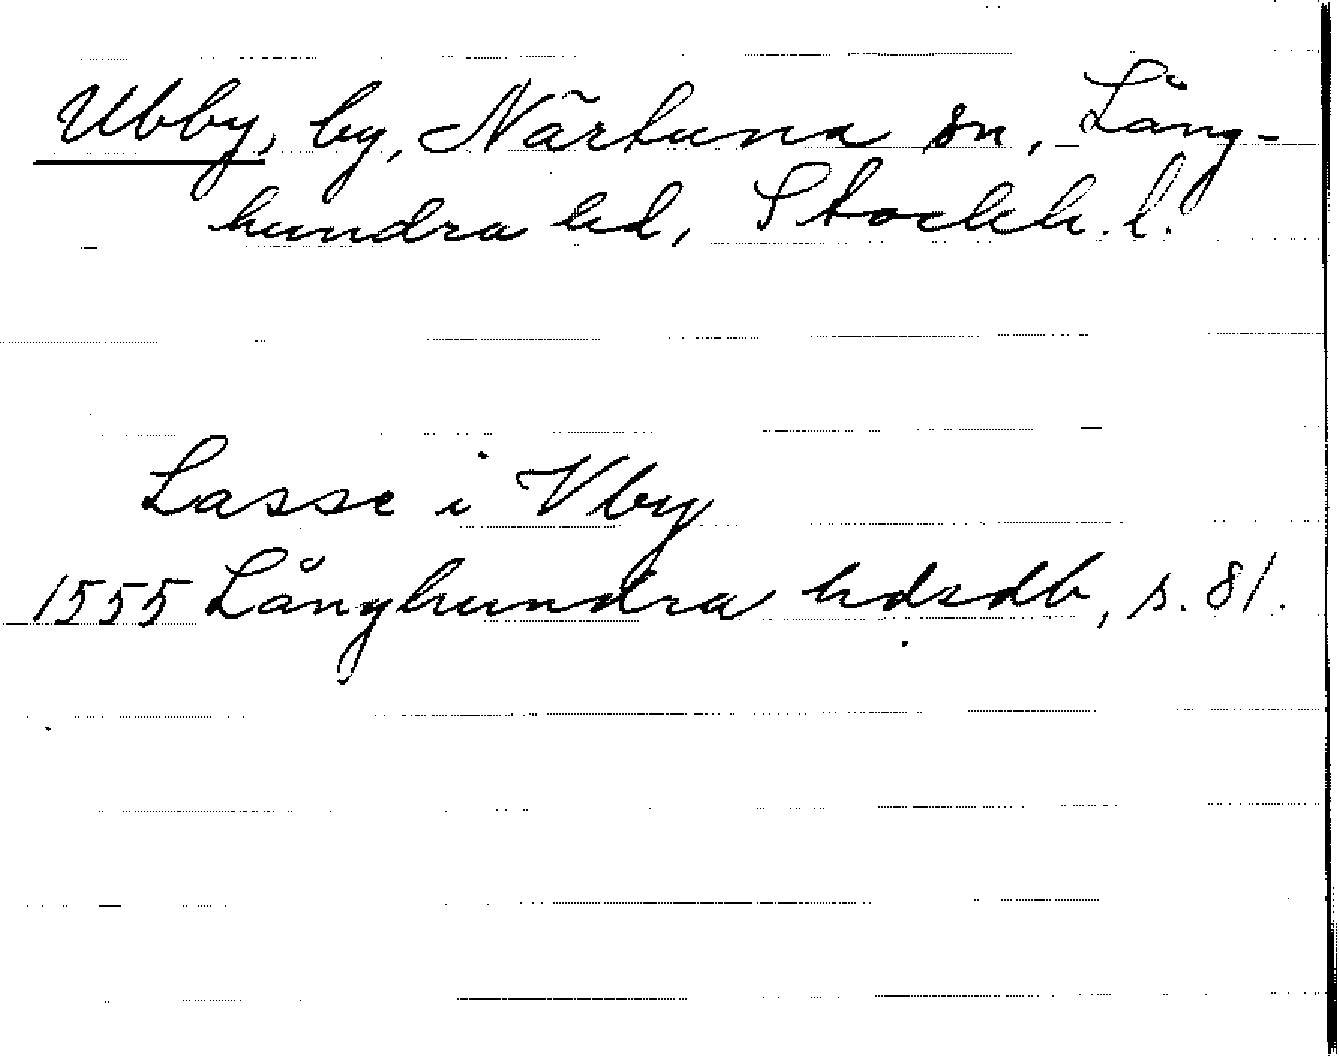 Ubby, by, Närtuna sn, Lång-
hundra hd, Stockh. l.
Lasse i Vby
1555 Långhundra hdsdb, s. 81.